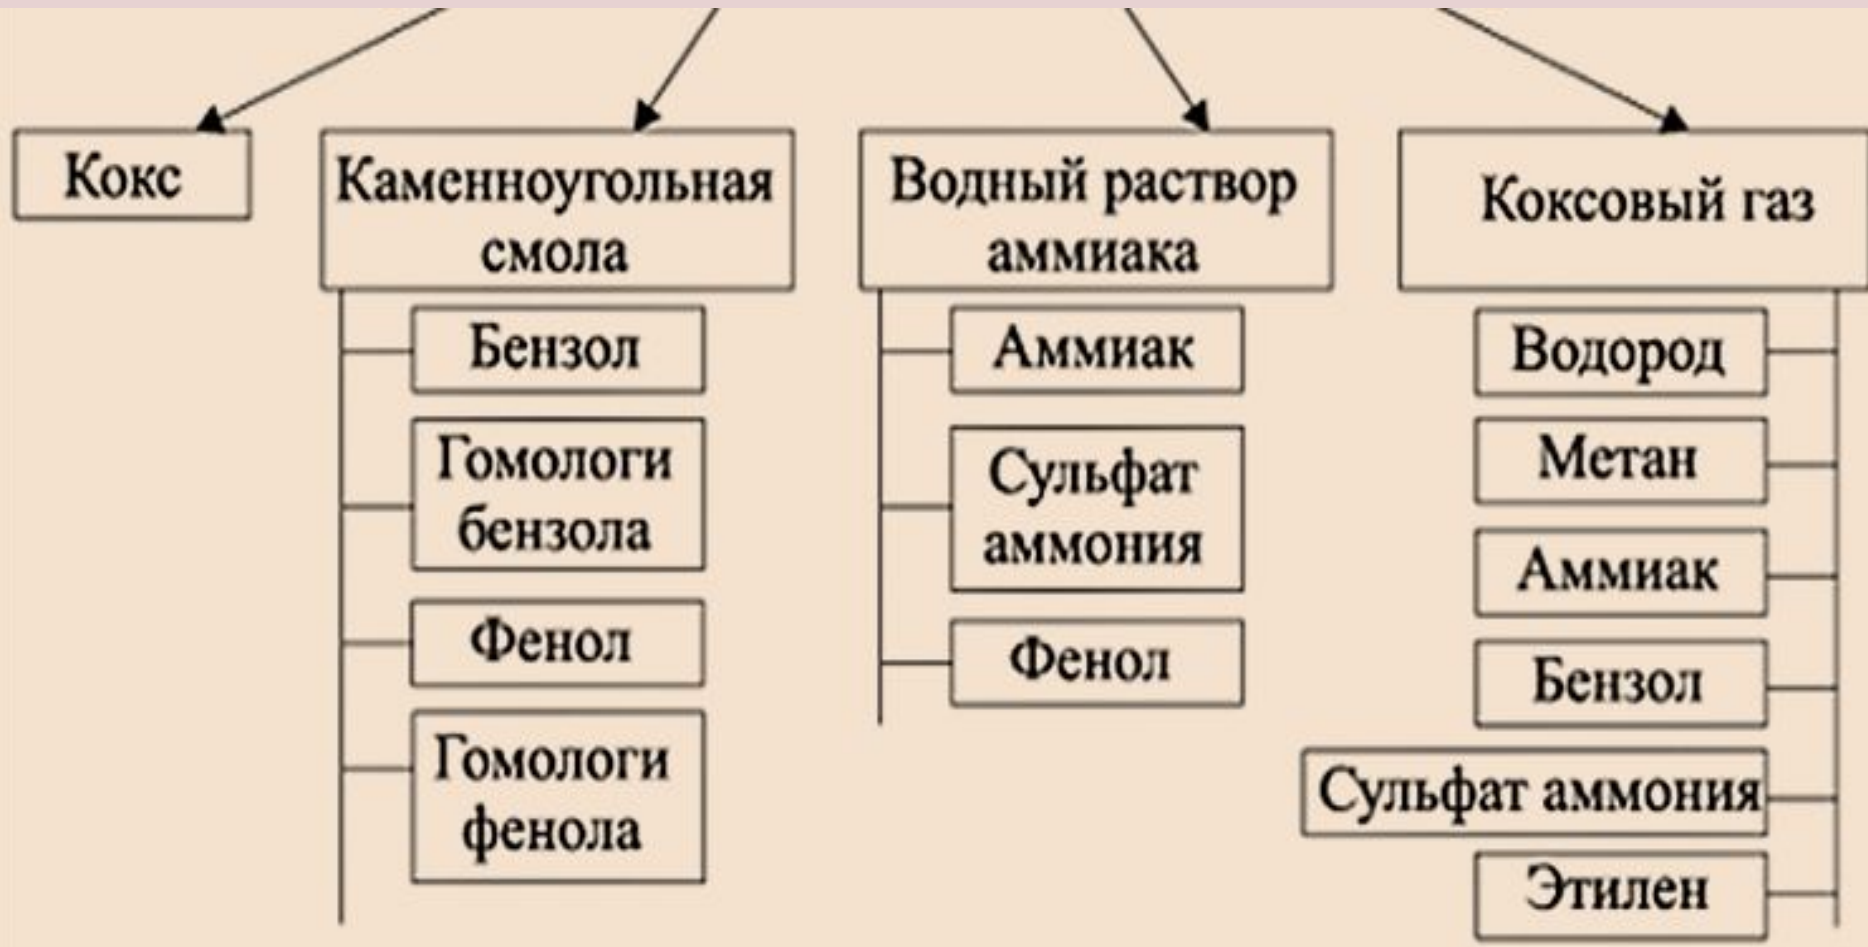 Кокс
Каменноугольная
смола
Бензол
Гомологи
бензола
Фенол
Гомологи
фенола
Водный раствор
аммиака
Аммиак
Сульфат
аммония
Фенол
Коксовый газ
Водород
Метан
Аммиак
Бензол
Сульфат аммония
Этилен